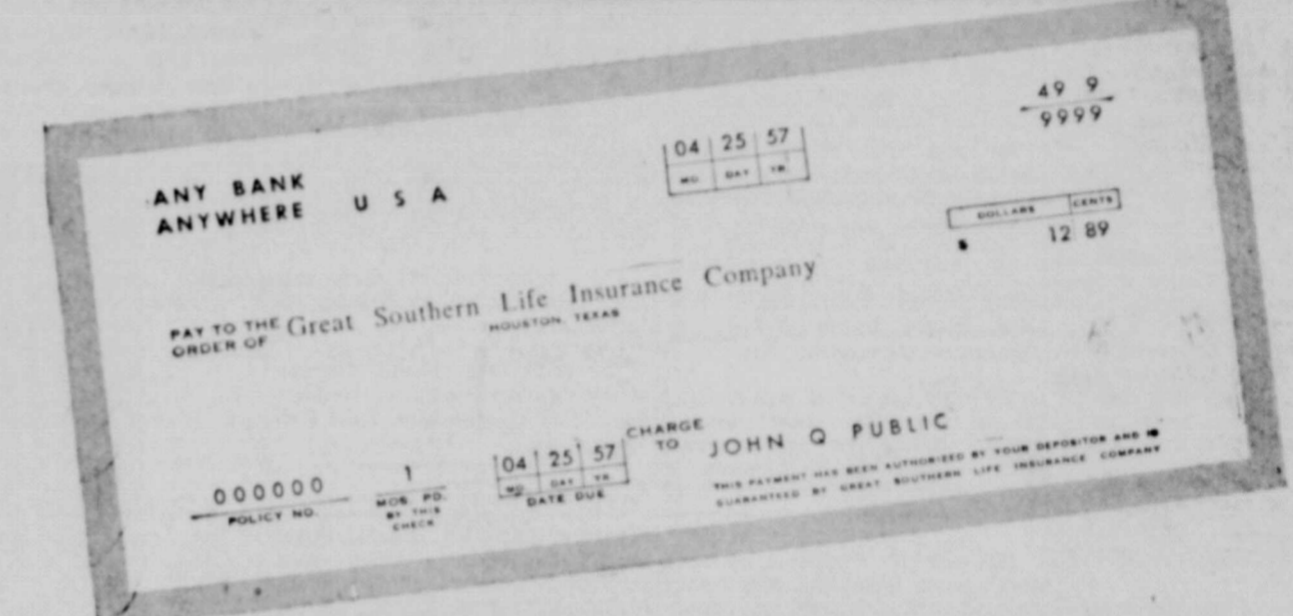 49 9
9999
04 25 57
MO. DAY YR.
ANY BANK
ANYWHERE U S A
DOLLARS CENTS
$ 12 89
PAY TO THE
ORDER OF Great Southern Life Insurance Company
HOUSTON, TEXAS
CHARGE
TO JOHN Q PUBLIC
04 25 57
MO. DAY YR.
DATE DUE
000000
POLICY NO.
1
MOS. PD.
BY THIS
CHECK
THIS PAYMENT HAS BEEN AUTHORIZED BY YOUR DEPOSITOR AND IS
GUARANTEED BY GREAT SOUTHERN LIFE INSURANCE COMPANY